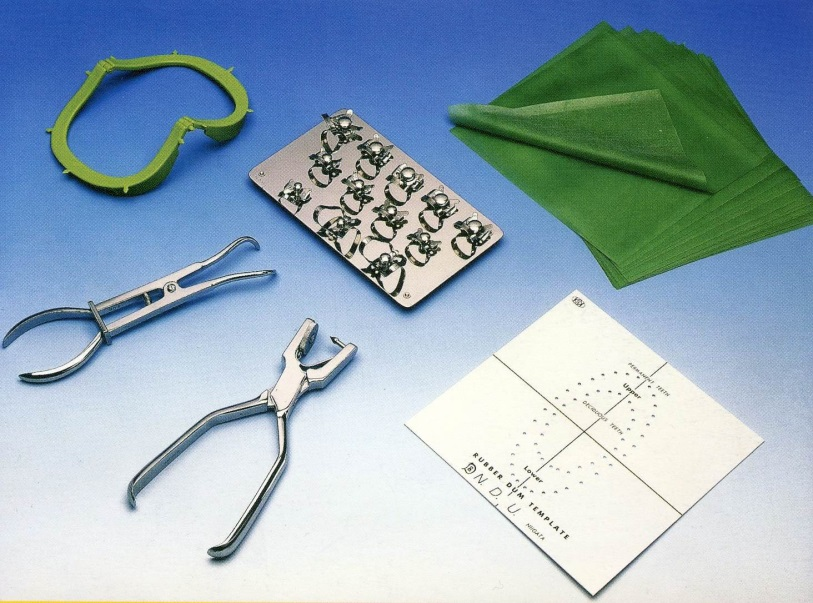 PERMANENT TEETH
Upper
DECIDUOUS TEETH
Lower
RUBBER DUM TEMPLATE
N. D. U.
NIIGATA